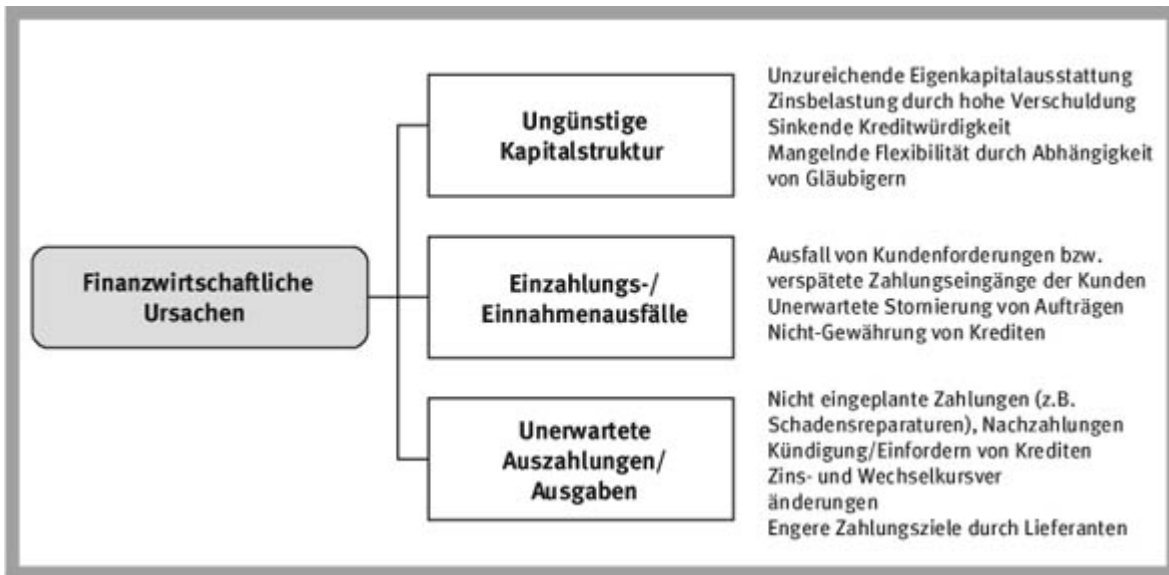 Finanzwirtschaftliche
Ursachen
Ungünstige
Kapitalstruktur
Unzureichende Eigenkapitalausstattung
Zinsbelastung durch hohe Verschuldung
Sinkende Kreditwürdigkeit
Mangelnde Flexibilität durch Abhängigkeit
von Gläubigern
Einzahlungs-/
Einnahmenausfälle
Ausfall von Kundenforderungen bzw.
verspätete Zahlungseingänge der Kunden
Unerwartete Stornierung von Aufträgen
Nicht-Gewährung von Krediten
Unerwartete
Auszahlungen/
Ausgaben
Nicht eingeplante Zahlungen (z.B.
Schadensreparaturen), Nachzahlungen
Kündigung/Einfordern von Krediten
Zins- und Wechselkursver
änderungen
Engere Zahlungsziele durch Lieferanten